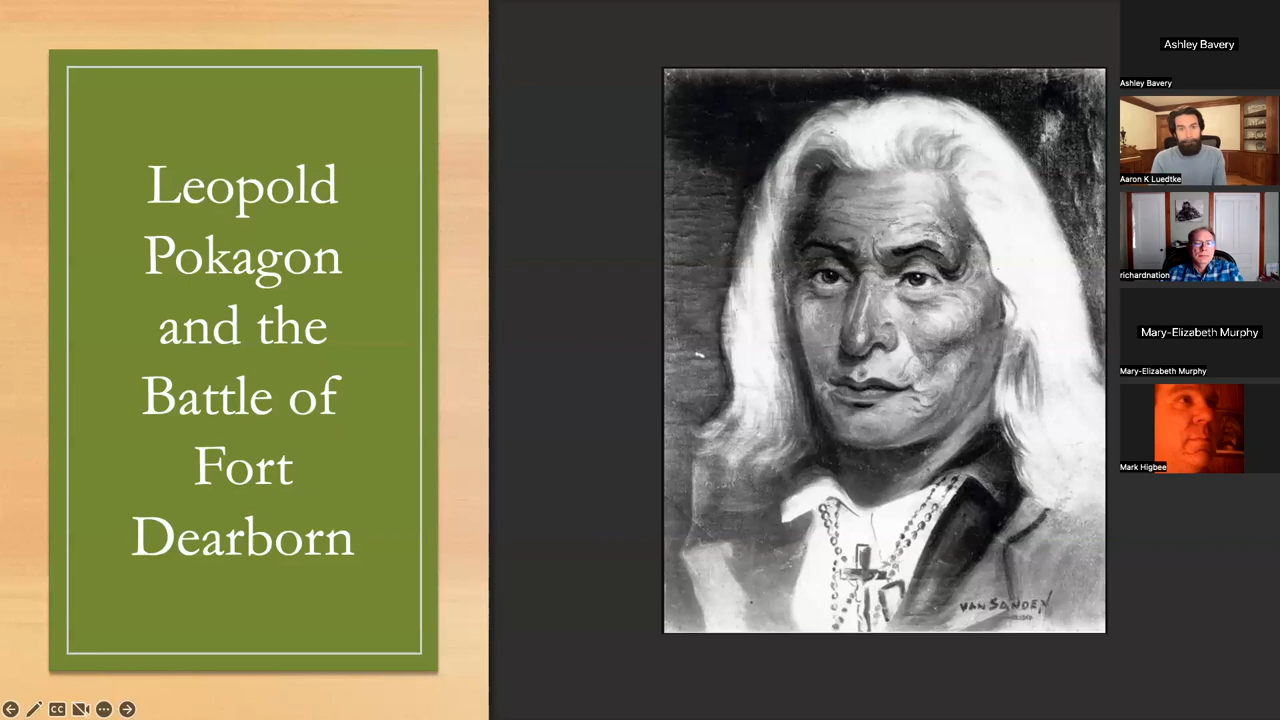 Leopold
Pokagon
and the
Battle of
Fort
Dearborn
VAN SANDEN
CC
Ashley Bavery
Ashley Bavery
Aaron K Luedtke
richardnation
Mary-Elizabeth Murphy
Mary-Elizabeth Murphy
Mark Higbee